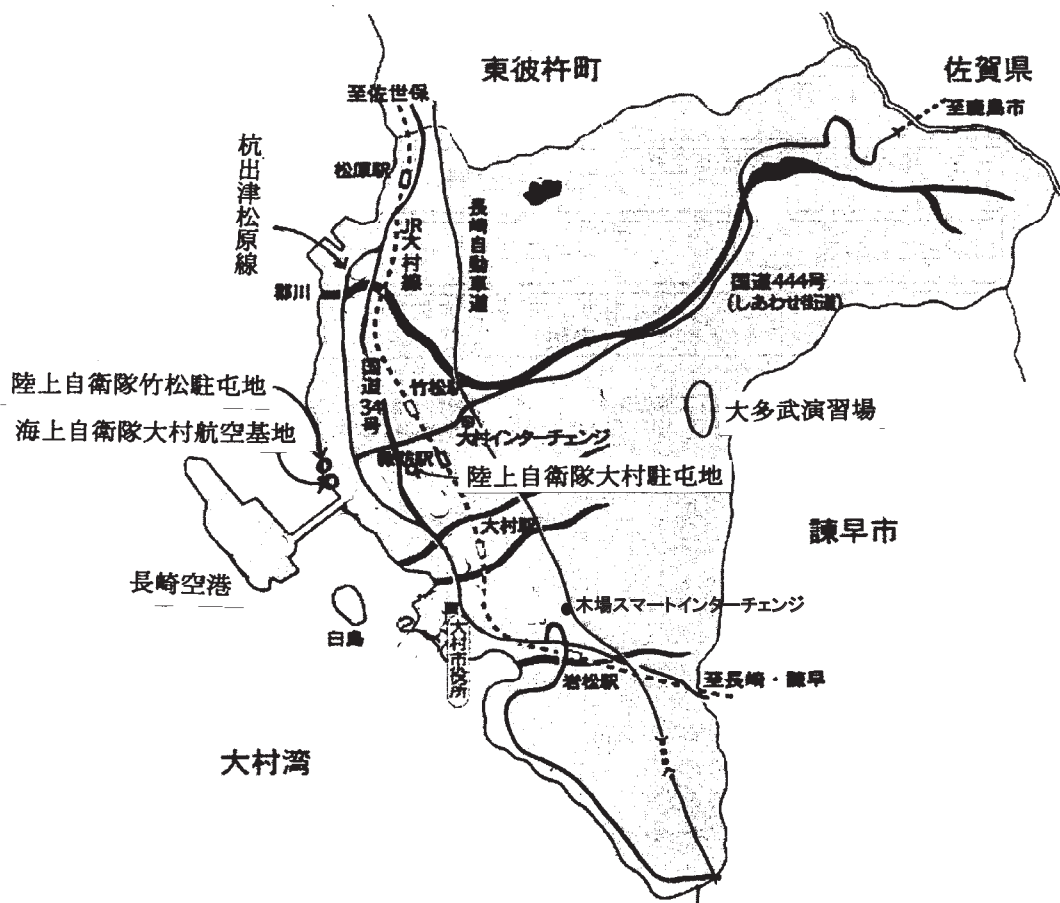 東彼杵町
佐賀県
至佐世保
至鹿島市
杭出津松原線
松原駅
JR大村線
長崎自動車道
郡川
国道444号
(しあわせ街道)
国道34号
竹松駅
陸上自衛隊竹松駐屯地
海上自衛隊大村航空基地
大多武演習場
大村インターチェンジ
諏訪駅
陸上自衛隊大村駐屯地
大村駅
諫早市
長崎空港
木場スマートインターチェンジ
臼島
大村市役所
岩松駅
至長崎・諫早
大村湾